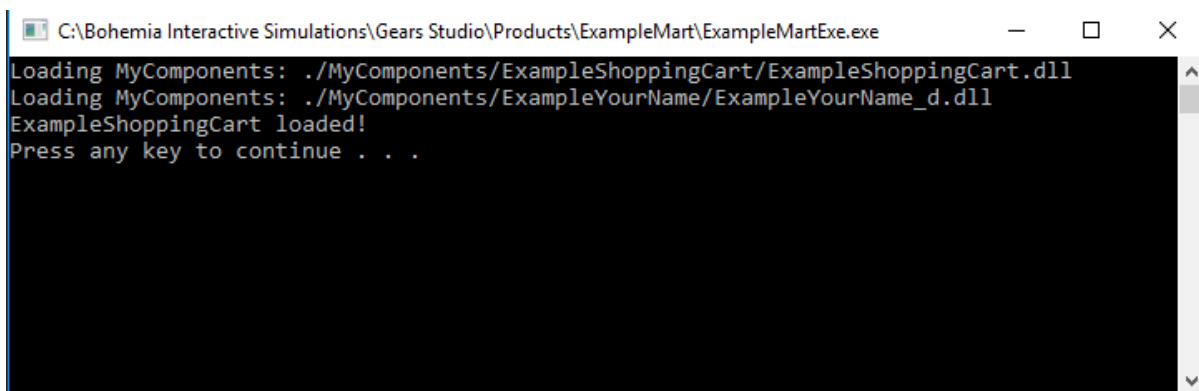 C:\Bohemia Interactive Simulations\Gears Studio\Products\ExampleMart\ExampleMartExe.exe
Loading MyComponents: ./MyComponents/ExampleShoppingCart/ExampleShoppingCart.dll
Loading MyComponents: ./MyComponents/ExampleYourName/ExampleYourName_d.dll
ExampleShoppingCart loaded!
Press any key to continue . . .